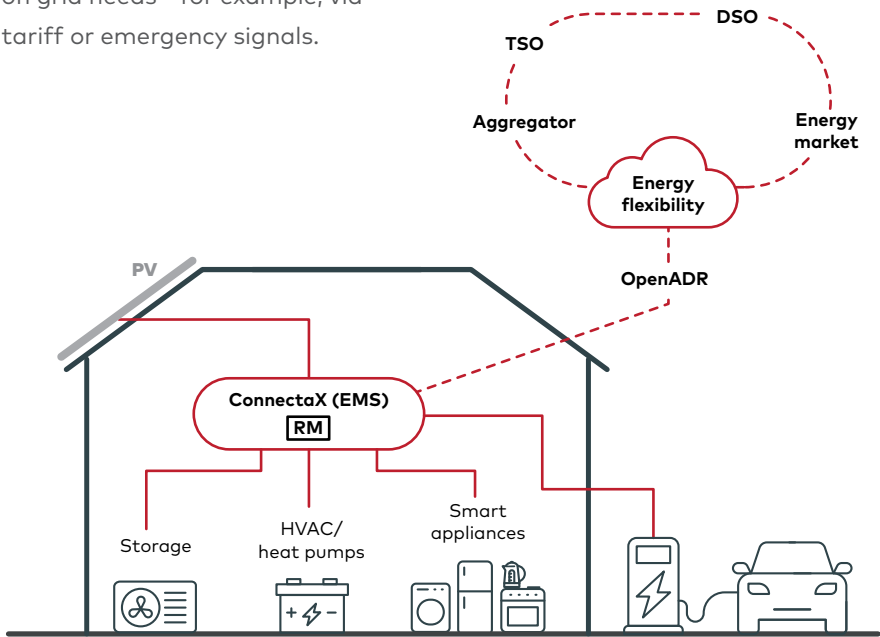 on grid needs – for example, via
tariff or emergency signals.
DSO
TSO
Aggregator
Energy
market
Energy
flexibility
OpenADR
PV
ConnectaX (EMS)
RM
Storage
HVAC/
heat pumps
Smart
appliances